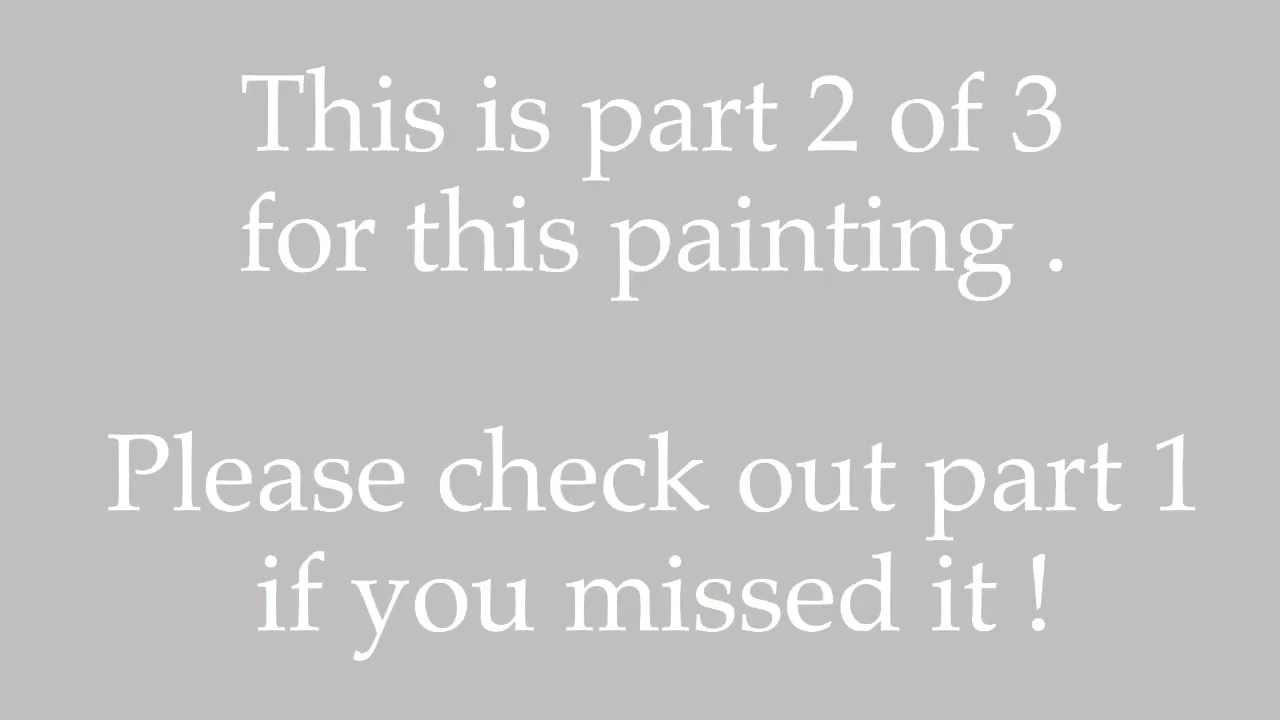 This is part 2 of 3
for this painting .
Please check out part 1
if you missed it !